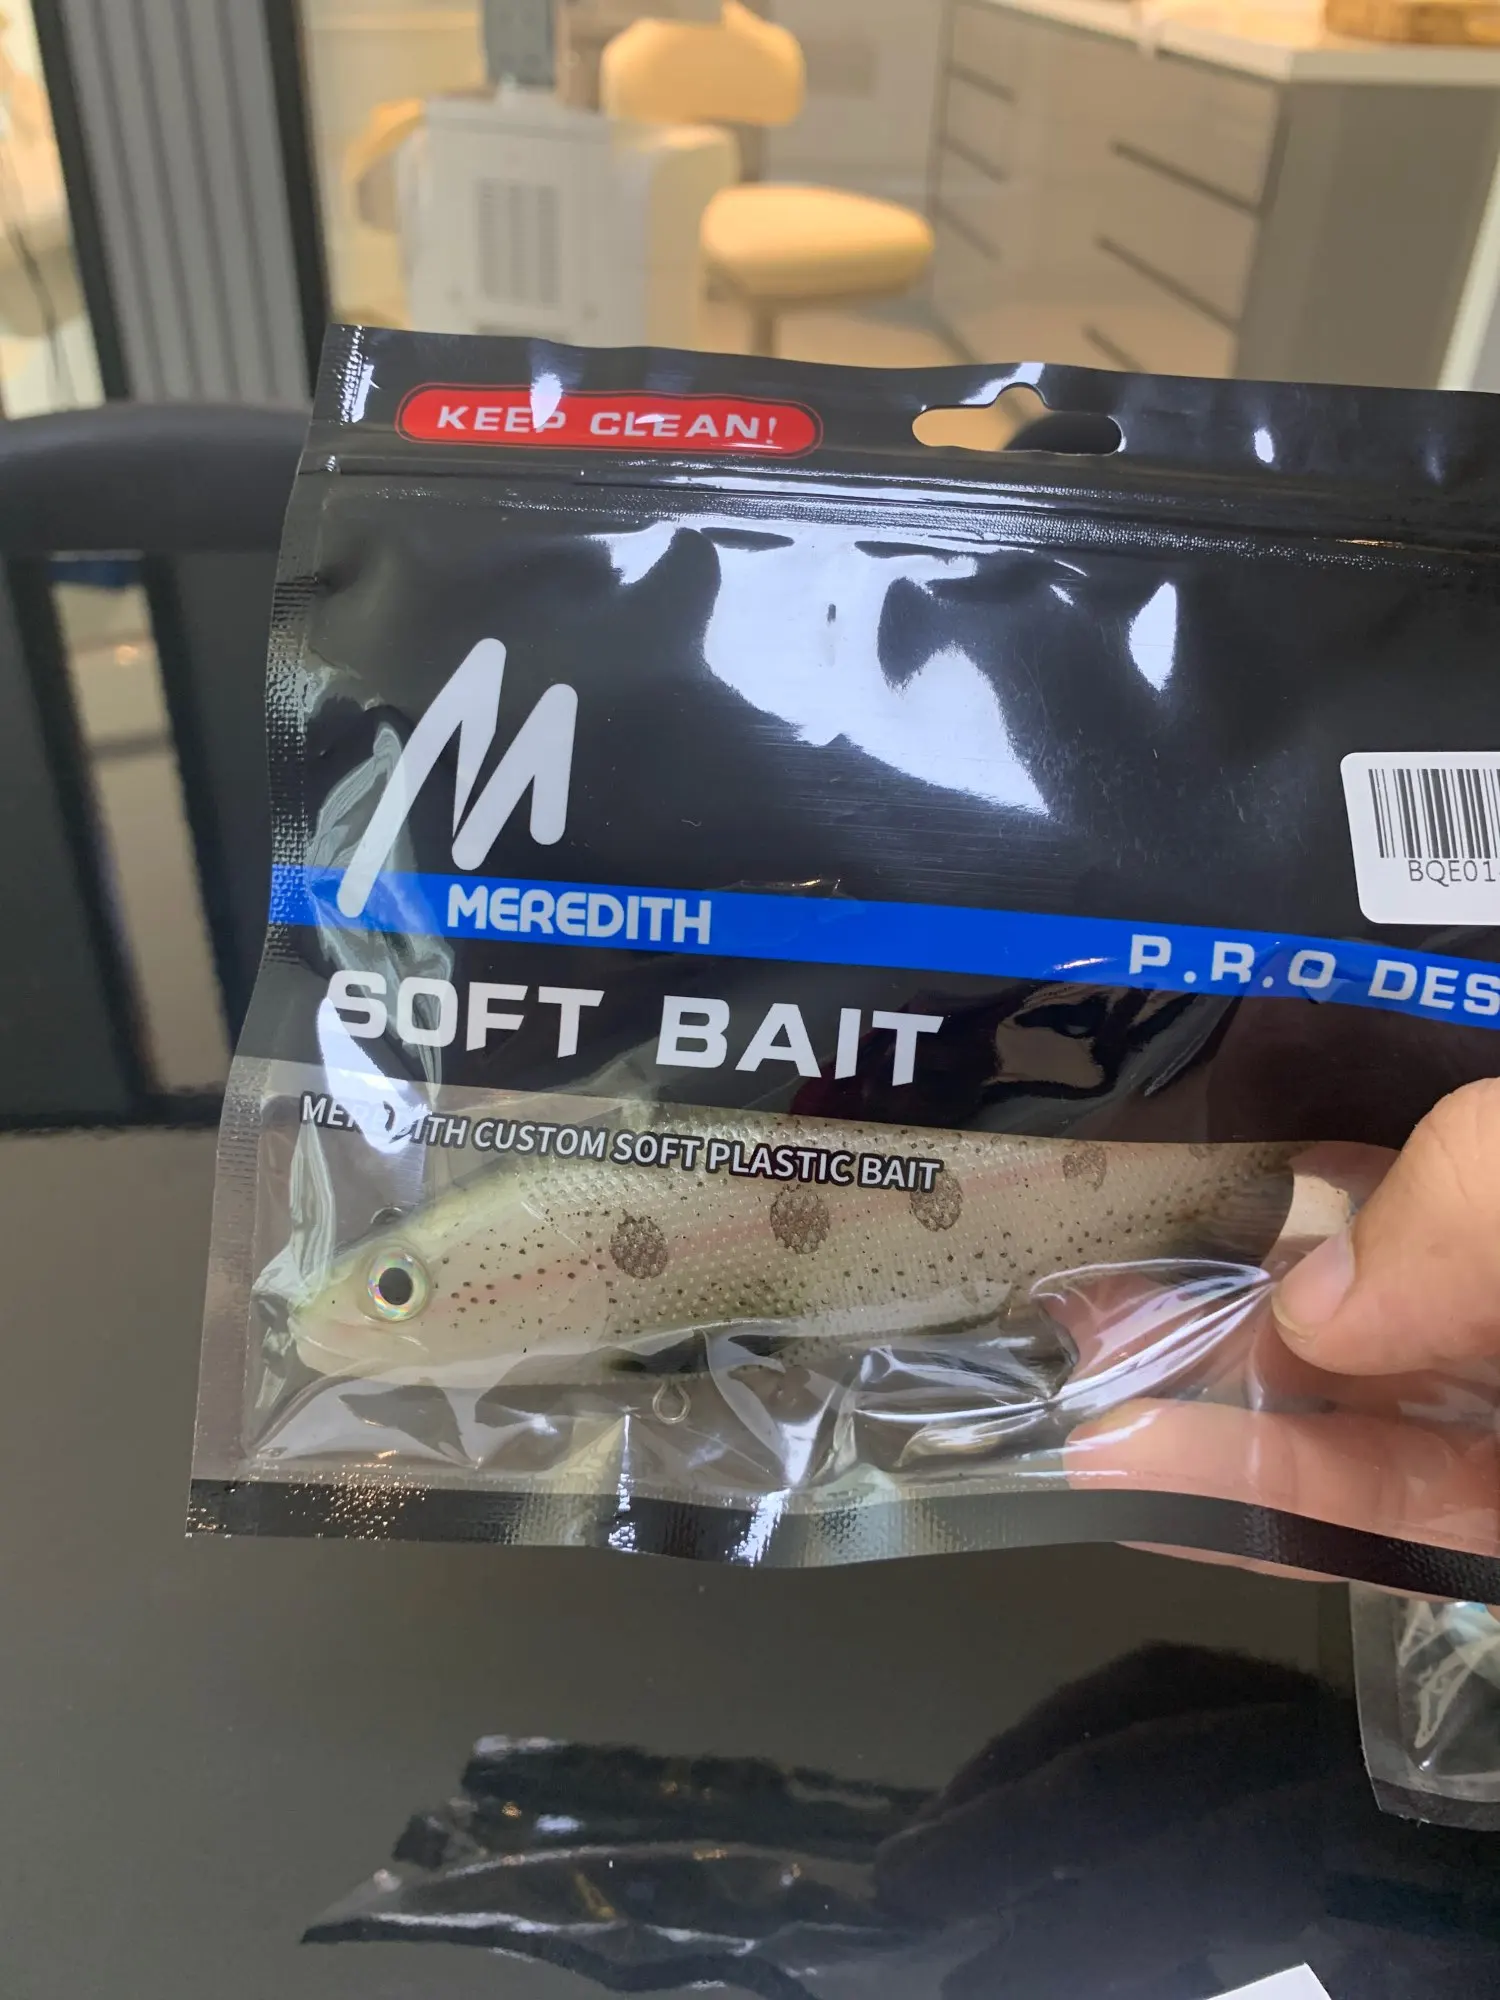 KEEP CLEAN!
BQE01
MEREDITH
P.R.O DES
SOFT BAIT
MEREDITH CUSTOM SOFT PLASTIC BAIT